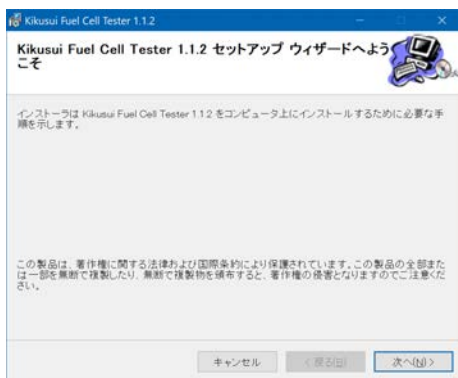 Kikusui Fuel Cell Tester 1.1.2
Kikusui Fuel Cell Tester 1.1.2 セットアップ ウィザードへよう
こそ
インストーラは Kikusui Fuel Cell Tester 1.1.2 をコンピュータ上にインストールするために必要な手
順を示します。
この製品は、著作権に関する法律および国際条約により保護されています。この製品の全部また
は一部を無断で複製したり、無断で複製物を頒布すると、著作権の侵害となりますのでご注意くだ
さい。
キャンセル
< 戻る(B)
次へ(N) >